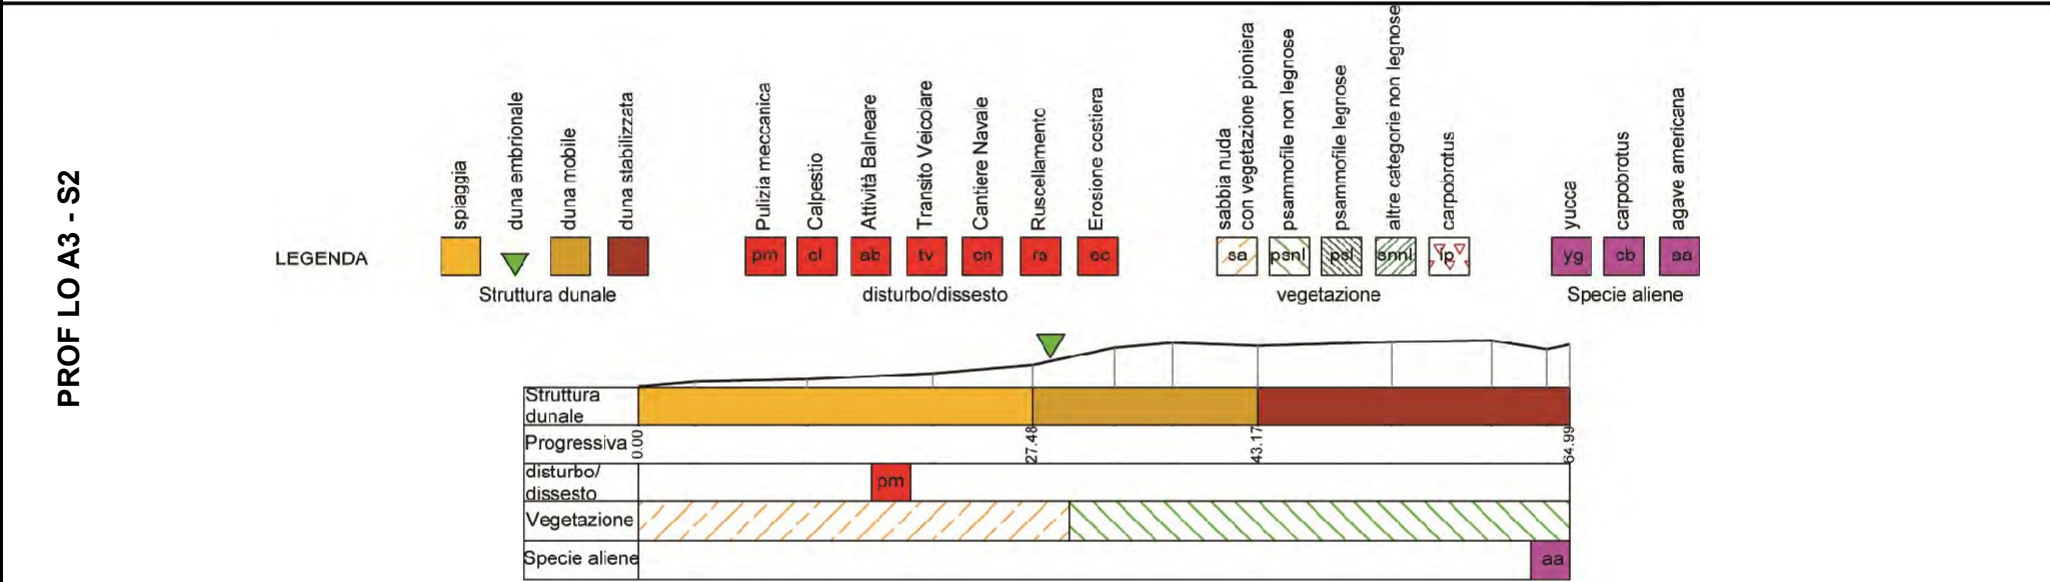 PROF LO A3 - S2
LEGENDA
spiaggia
duna embrionale
duna mobile
duna stabilizzata
Struttura dunale
Pulizia meccanica
Calpestio
Attività Balneare
Transito Veicolare
Cantiere Navale
Ruscellamento
Erosione costiera
pm
cl
ab
tv
cn
rs
ec
disturbo/dissesto
sabbia nuda
con vegetazione pioniera
psammofile non legnose
psammofile legnose
altre categorie non legnose
carpobrotus
sa
psnl
psl
vegetazione
yucca
carpobrotus
agave americana
yg
cb
aa
Specie aliene
Struttura
dunale
Progressiva
0.00
27.48
43.17
64.99
disturbo/
dissesto
pm
Vegetazione
Specie aliene
aa